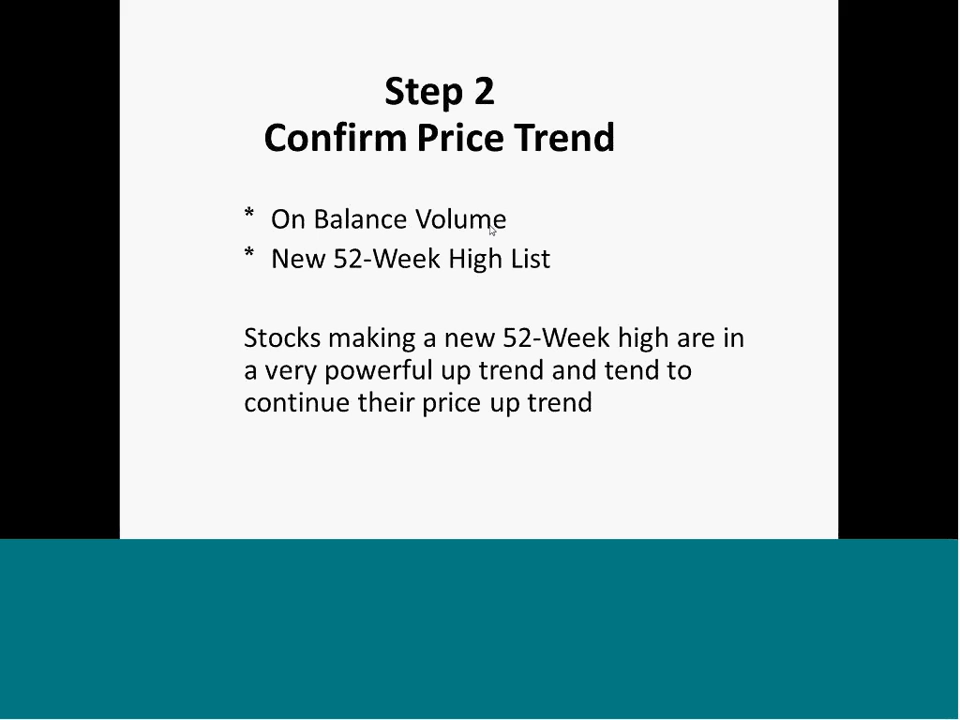 Step 2
Confirm Price Trend
* On Balance Volume
* New 52-Week High List
Stocks making a new 52-Week high are in
a very powerful up trend and tend to
continue their price up trend